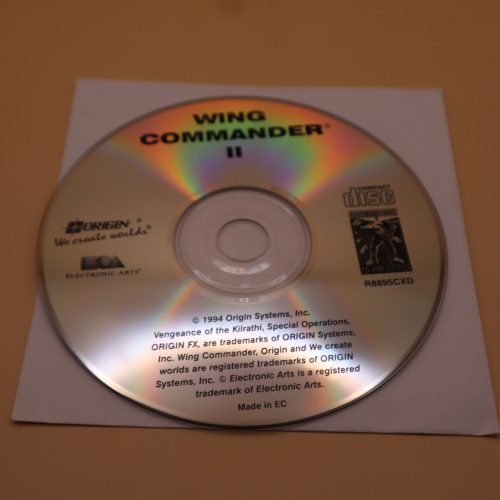 WING
COMMANDER®
II
COMPACT
disc
ORIGIN®
We create worlds.®
ELECTRONIC ARTS®
R8895CXD
© 1994 Origin Systems, Inc.
Vengeance of the Kilrathi, Special Operations,
ORIGIN FX, are trademarks of ORIGIN Systems,
Inc. Wing Commander, Origin and We create
worlds are registered trademarks of ORIGIN
Systems, Inc. © Electronic Arts is a registered
trademark of Electronic Arts.
Made in EC